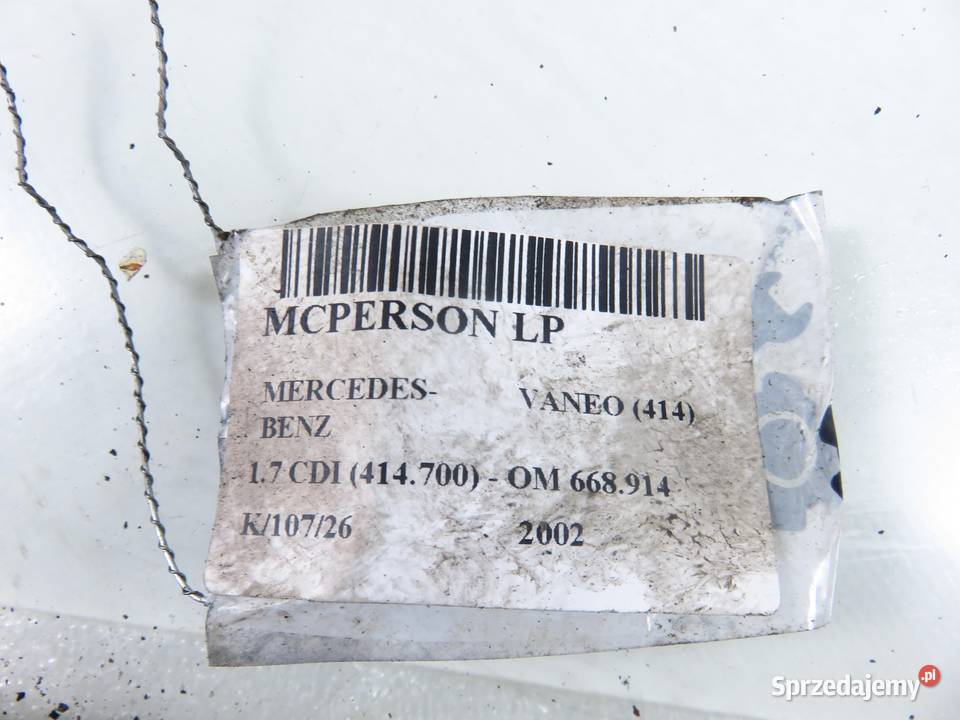 MCPERSON LP
MERCEDES-
BENZ
VANEO (414)
1.7 CDI (414.700) - OM 668.914
K/107/26
2002
Sprzedajemy.pl